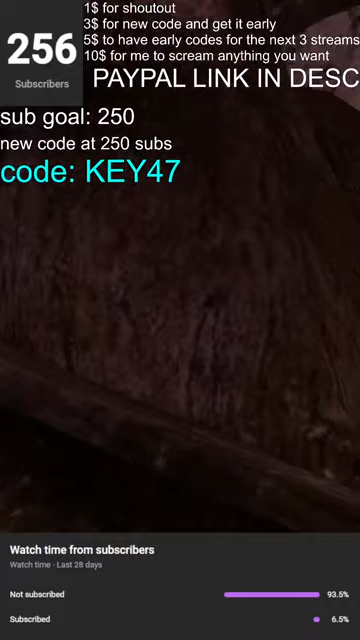 1$ for shoutout
3$ for new code and get it early
5$ to have early codes for the next 3 streams
10$ for me to scream anything you want
256
Subscribers
PAYPAL LINK IN DESC
sub goal: 250
new code at 250 subs
code: KEY47
Watch time from subscribers
Watch time · Last 28 days
Not subscribed 93.5%
Subscribed 6.5%